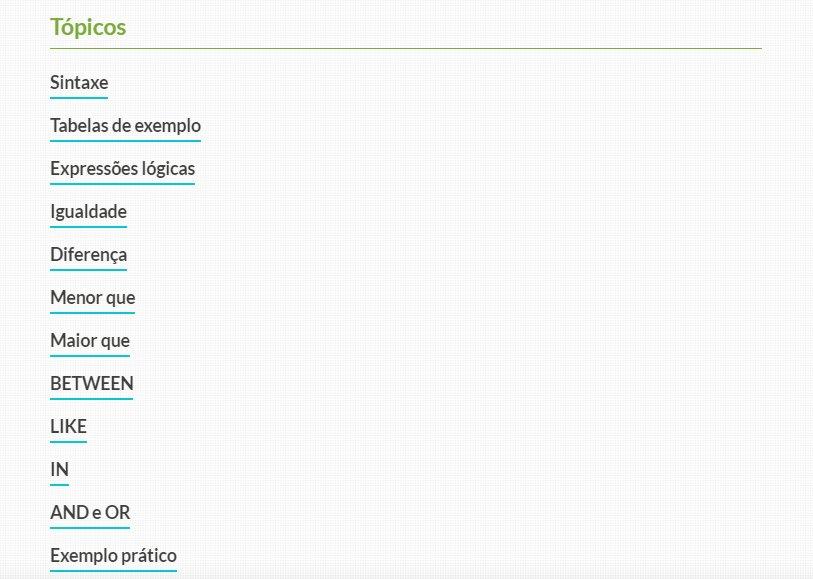 Tópicos
Sintaxe
Tabelas de exemplo
Expressões lógicas
Igualdade
Diferença
Menor que
Maior que
BETWEEN
LIKE
IN
AND e OR
Exemplo prático